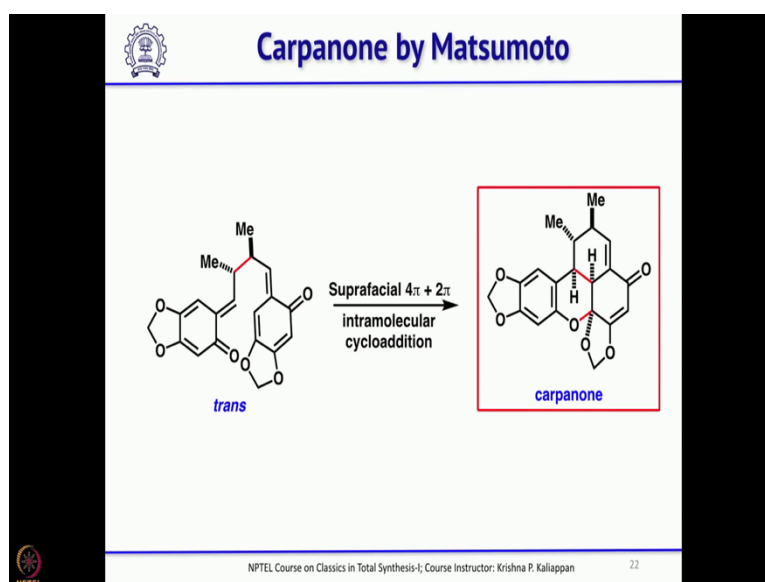 Carpanone by Matsumoto
Me
Me
O
O
O
O
O
O
trans
Suprafacial 4π + 2π
intramolecular
cycloaddition
Me
Me
H
H
O
O
O
O
O
O
carpanone
NPTEL Course on Classics in Total Synthesis-I; Course Instructor: Krishna P. Kaliappan
22
NPTEL